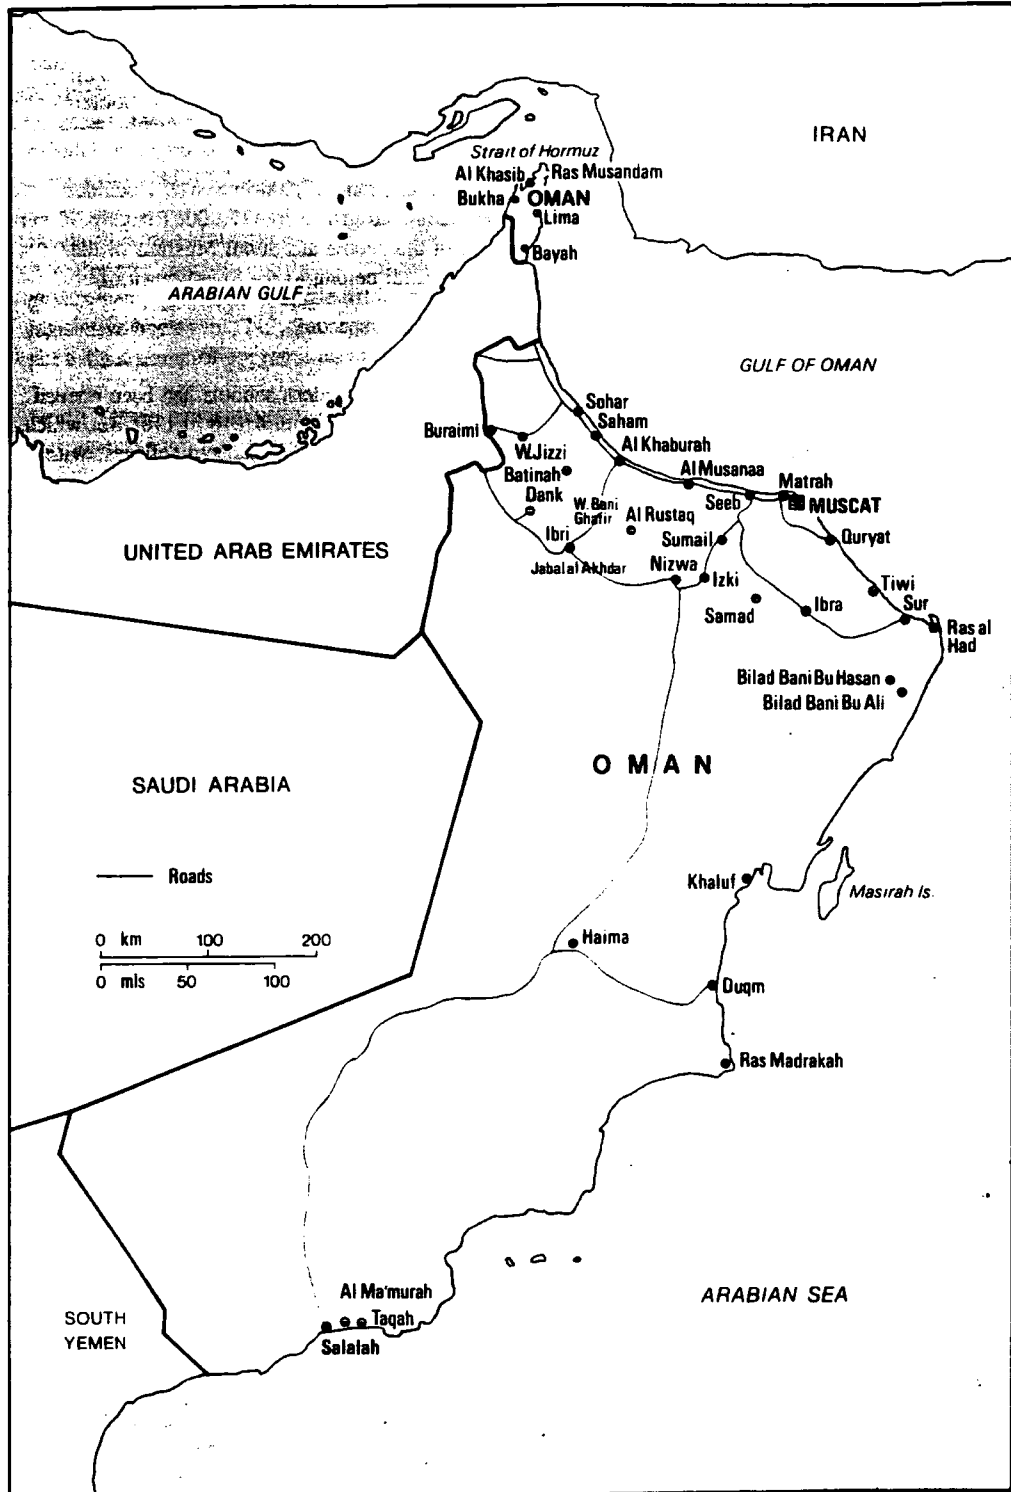 IRAN
Strait of Hormuz
Al Khasib
Ras Musandam
Bukha
OMAN
Lima
Bayah
ARABIAN GULF
GULF OF OMAN
Sohar
Saham
Buraimi
W.Jizzi
Al Khaburah
Batinah
Al Musanaa
Matrah
Dank
W. Bani
Ghafir
Seeb
MUSCAT
Al Rustaq
UNITED ARAB EMIRATES
Ibri
Sumail
Quryat
Jabal al Akhdar
Nizwa
Izki
Tiwi
Samad
Ibra
Sur
Ras al
Had
Bilad Bani Bu Hasan
Bilad Bani Bu Ali
OMAN
SAUDI ARABIA
Roads
Khaluf
Masirah Is.
0 km 100 200
Haima
0 mls 50 100
Duqm
Ras Madrakah
Al Ma'murah
Taqah
ARABIAN SEA
SOUTH
YEMEN
Salalah